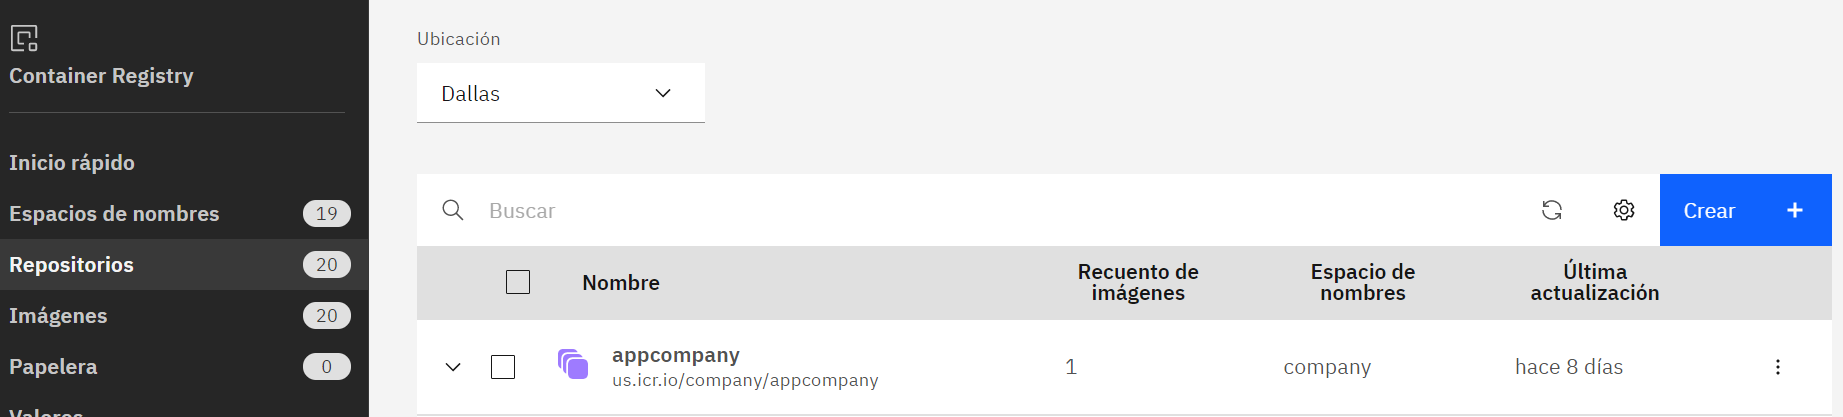 Container Registry
Inicio rápido
Espacios de nombres 19
Repositorios 20
Imágenes 20
Papelera 0
Valores
Ubicación
Dallas
Buscar
Crear
Nombre
Recuento de
imágenes
Espacio de
nombres
Última
actualización
appcompany
us.icr.io/company/appcompany
1
company
hace 8 días